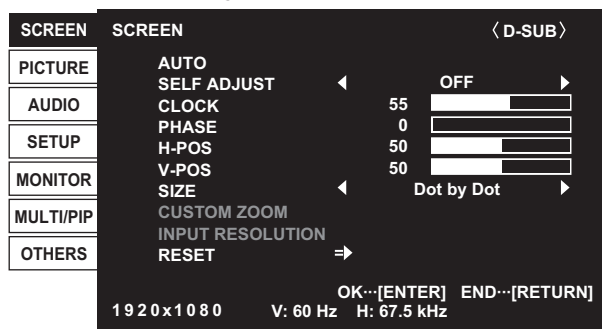 SCREEN
PICTURE
AUDIO
SETUP
MONITOR
MULTI/PIP
OTHERS
SCREEN 〈D-SUB〉
AUTO
SELF ADJUST OFF
CLOCK 55
PHASE 0
H-POS 50
V-POS 50
SIZE Dot by Dot
CUSTOM ZOOM
INPUT RESOLUTION
RESET
OK···[ENTER] END···[RETURN]
1920x1080 V: 60 Hz H: 67.5 kHz